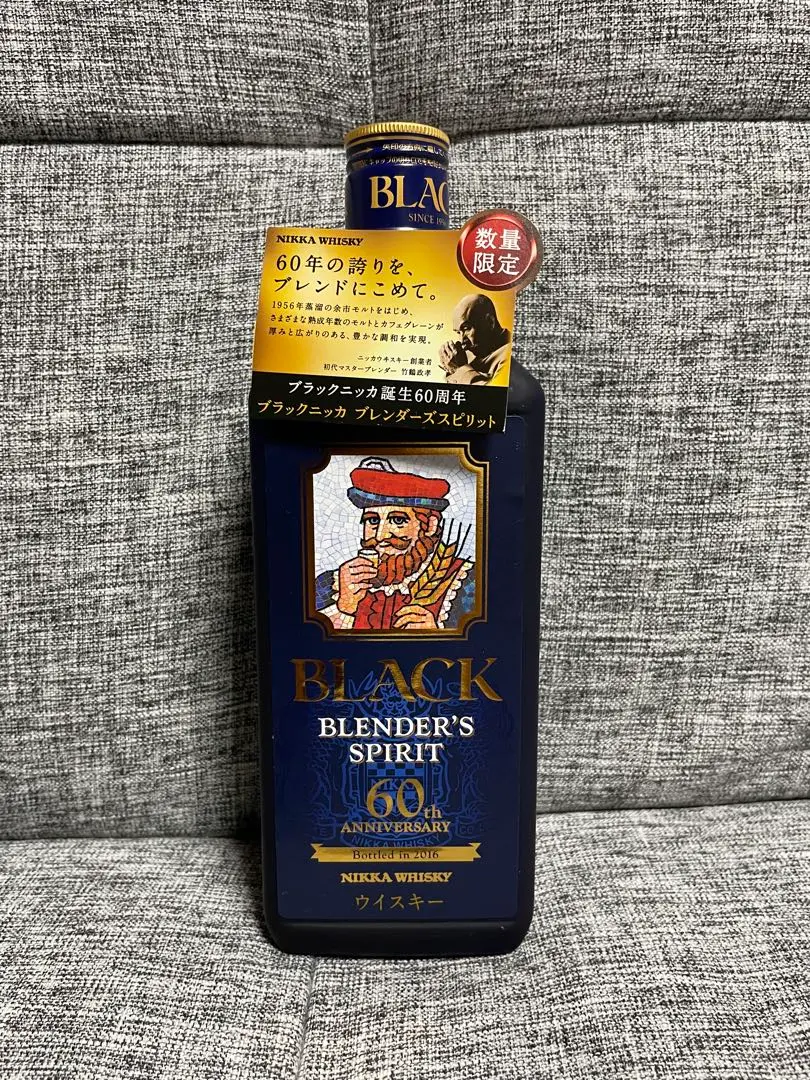 BLAC
SINCE 19
NIKKA WHISKY
数量
限定
60年の誇りを、
ブレンドにこめて。
1956年蒸溜の余市モルトをはじめ、
さまざまな熟成年数のモルトとカフェグレーンが
厚みと広がりのある、豊かな調和を実現。
ニッカウヰスキー創業者
初代マスターブレンダー 竹鶴政孝
ブラックニッカ誕生60周年
ブラックニッカ ブレンダーズスピリット
BLACK
BLENDER'S
SPIRIT
60th
ANNIVERSARY
NIKKA WHISKY
Bottled in 2016
NIKKA WHISKY
ウイスキー